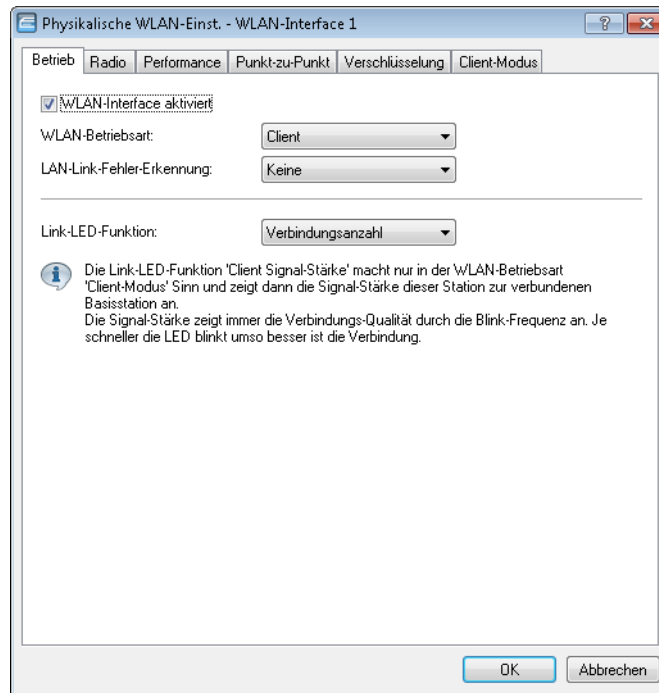 Physikalische WLAN-Einst. - WLAN-Interface 1
Betrieb Radio Performance Punkt-zu-Punkt Verschlüsselung Client-Modus
WLAN-Interface aktiviert
WLAN-Betriebsart: Client
LAN-Link-Fehler-Erkennung: Keine
Link-LED-Funktion: Verbindungsanzahl
Die Link-LED-Funktion 'Client Signal-Stärke' macht nur in der WLAN-Betriebsart
'Client-Modus' Sinn und zeigt dann die Signal-Stärke dieser Station zur verbundenen
Basisstation an.
Die Signal-Stärke zeigt immer die Verbindungs-Qualität durch die Blink-Frequenz an. Je
schneller die LED blinkt umso besser ist die Verbindung.
OK Abbrechen